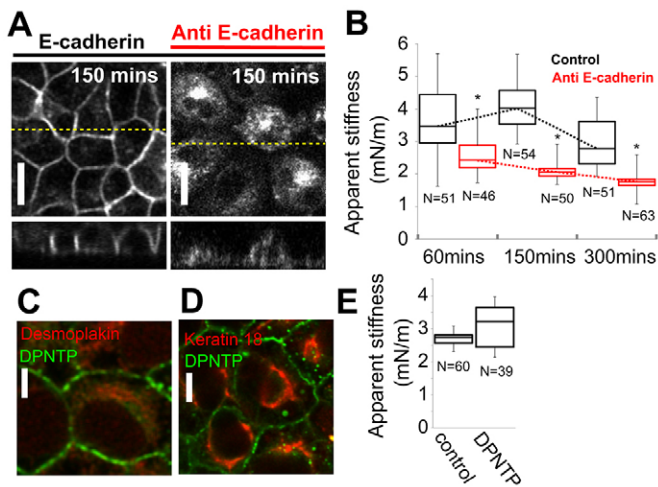 A
E-cadherin
Anti E-cadherin
150 mins
150 mins
B
Control
Anti E-cadherin
Apparent stiffness
(mN/m)
6
5
4
3
2
1
0
*
*
*
N=51
N=46
N=54
N=50
N=51
N=63
60mins
150mins
300mins
C
Desmoplakin
DPNTP
D
Keratin 18
DPNTP
E
Apparent stiffness
(mN/m)
4
3
2
1
0
N=60
N=39
control
DPNTP